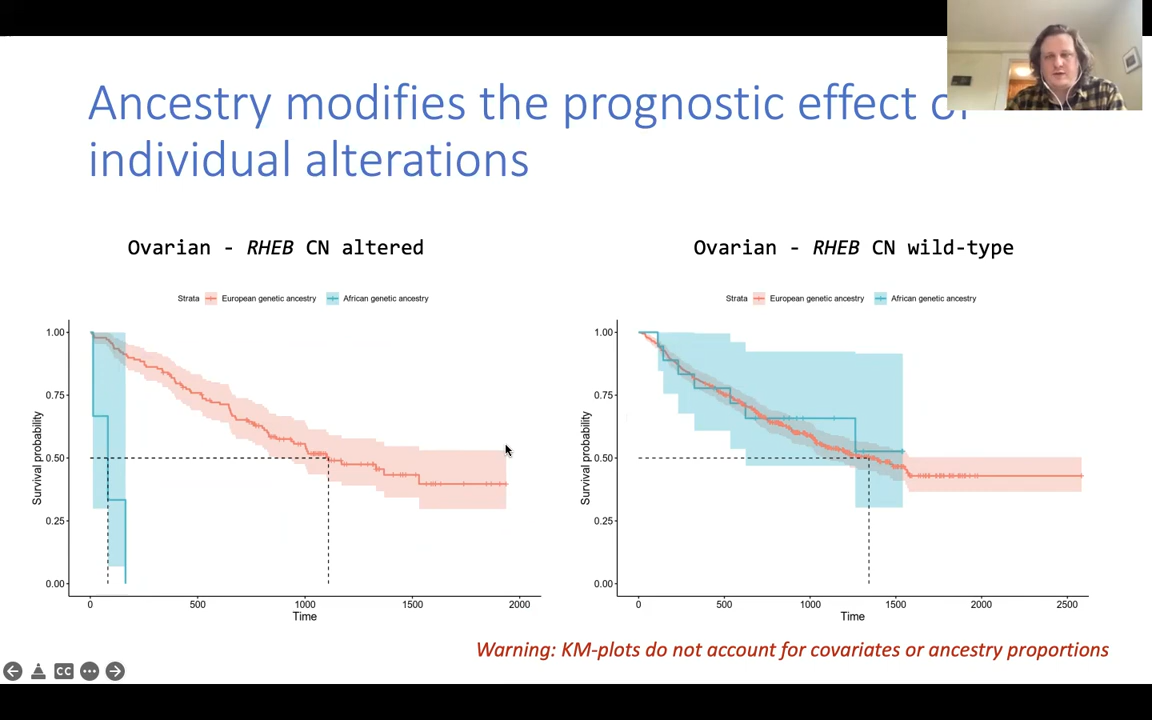 Ancestry modifies the prognostic effect of
individual alterations
Ovarian - RHEB CN altered
Ovarian - RHEB CN wild-type
Strata European genetic ancestry African genetic ancestry
Strata European genetic ancestry African genetic ancestry
Survival probability
1.00
0.75
0.50
0.25
0.00
0 500 1000 1500 2000
Time
Survival probability
1.00
0.75
0.50
0.25
0.00
0 500 1000 1500 2000 2500
Time
Warning: KM-plots do not account for covariates or ancestry proportions
CC